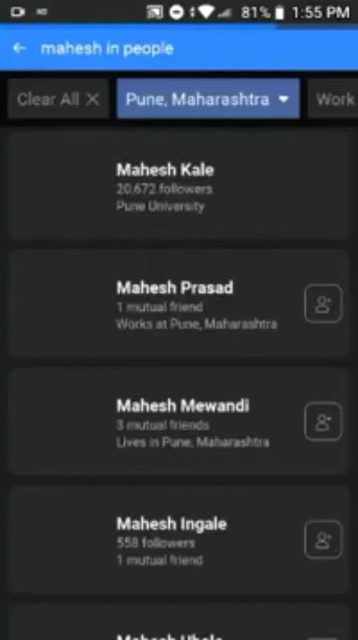 81% 1:55 PM
mahesh in people
Clear All
Pune, Maharashtra
Work
Mahesh Kale
20,672 followers
Pune University
Mahesh Prasad
1 mutual friend
Works at Pune, Maharashtra
Mahesh Mewandi
3 mutual friends
Lives in Pune, Maharashtra
Mahesh Ingale
558 followers
1 mutual friend
Mahesh